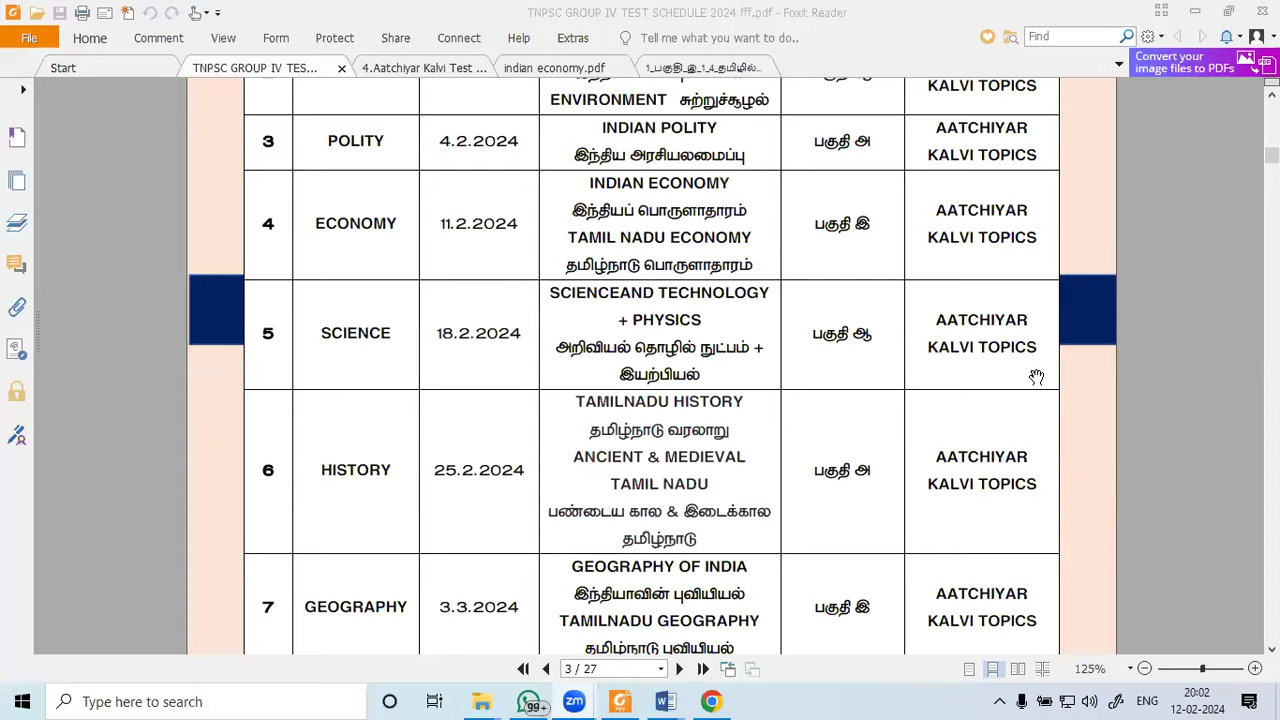 TNPSC GROUP IV TEST SCHEDULE 2024 fff.pdf - Foxit Reader
File Home Comment View Form Protect Share Connect Help Extras Tell me what you want to do.. Find
Start TNPSC GROUP IV TES... 4.Aatchiyar Kalvi Test ... indian economy.pdf 1_பகுதி_இ_1_4_தமிழில்...
Convert your
image files to PDFs
ENVIRONMENT சுற்றுச்சூழல்
KALVI TOPICS
3 POLITY 4.2.2024
INDIAN POLITY
இந்திய அரசியலமைப்பு
பகுதி அ
AATCHIYAR
KALVI TOPICS
4 ECONOMY 11.2.2024
INDIAN ECONOMY
இந்தியப் பொருளாதாரம்
TAMIL NADU ECONOMY
தமிழ்நாடு பொருளாதாரம்
பகுதி இ
AATCHIYAR
KALVI TOPICS
5 SCIENCE 18.2.2024
SCIENCEAND TECHNOLOGY
+ PHYSICS
அறிவியல் தொழில் நுட்பம் +
இயற்பியல்
பகுதி ஆ
AATCHIYAR
KALVI TOPICS
6 HISTORY 25.2.2024
TAMILNADU HISTORY
தமிழ்நாடு வரலாறு
ANCIENT & MEDIEVAL
TAMIL NADU
பண்டைய கால & இடைக்கால
தமிழ்நாடு
பகுதி அ
AATCHIYAR
KALVI TOPICS
7 GEOGRAPHY 3.3.2024
GEOGRAPHY OF INDIA
இந்தியாவின் புவியியல்
TAMILNADU GEOGRAPHY
தமிழ்நாடு புவியியல்
பகுதி இ
AATCHIYAR
KALVI TOPICS
3 / 27 125%
Type here to search
99+
zm
ENG
20:02
12-02-2024